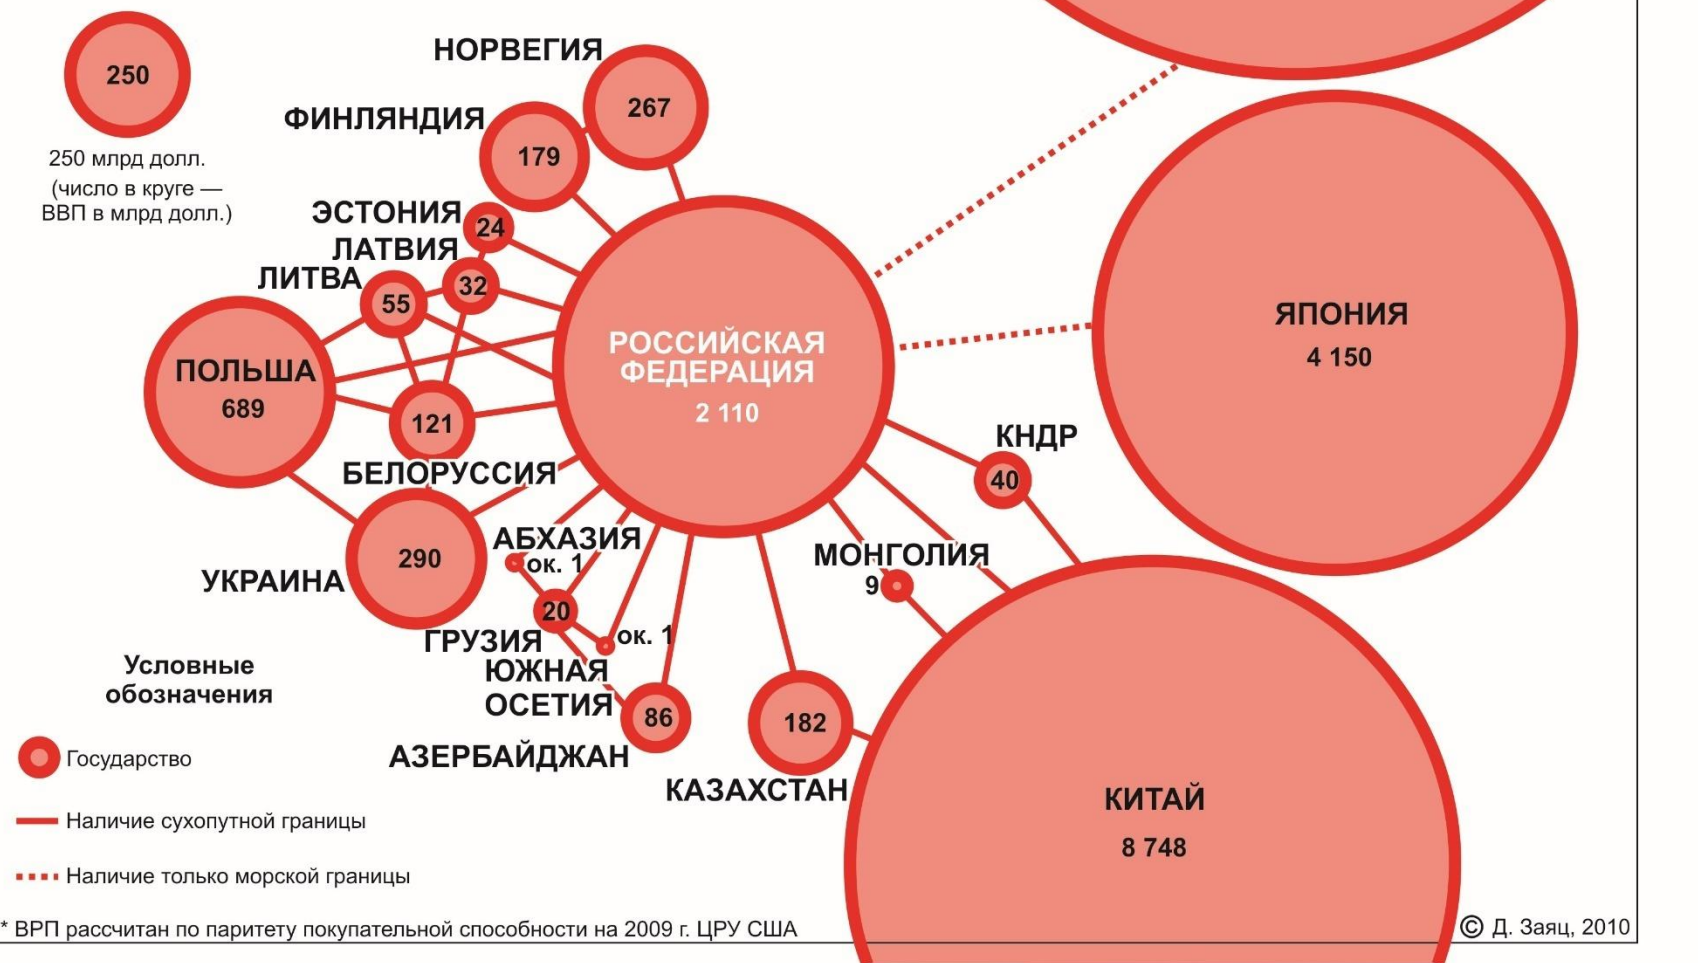 250
250 млрд долл.
(число в круге —
ВВП в млрд долл.)
НОРВЕГИЯ
267
ФИНЛЯНДИЯ
179
ЭСТОНИЯ
24
ЛАТВИЯ
32
ЛИТВА
55
ПОЛЬША
689
121
БЕЛОРУССИЯ
РОССИЙСКАЯ
ФЕДЕРАЦИЯ
2 110
ЯПОНИЯ
4 150
КНДР
40
УКРАИНА
290
АБХАЗИЯ
ок. 1
20
ГРУЗИЯ
ок. 1
ЮЖНАЯ
ОСЕТИЯ
86
АЗЕРБАЙДЖАН
МОНГОЛИЯ
9
182
КАЗАХСТАН
КИТАЙ
8 748
Условные
обозначения
Государство
Наличие сухопутной границы
Наличие только морской границы
* ВРП рассчитан по паритету покупательной способности на 2009 г. ЦРУ США
© Д. Заяц, 2010